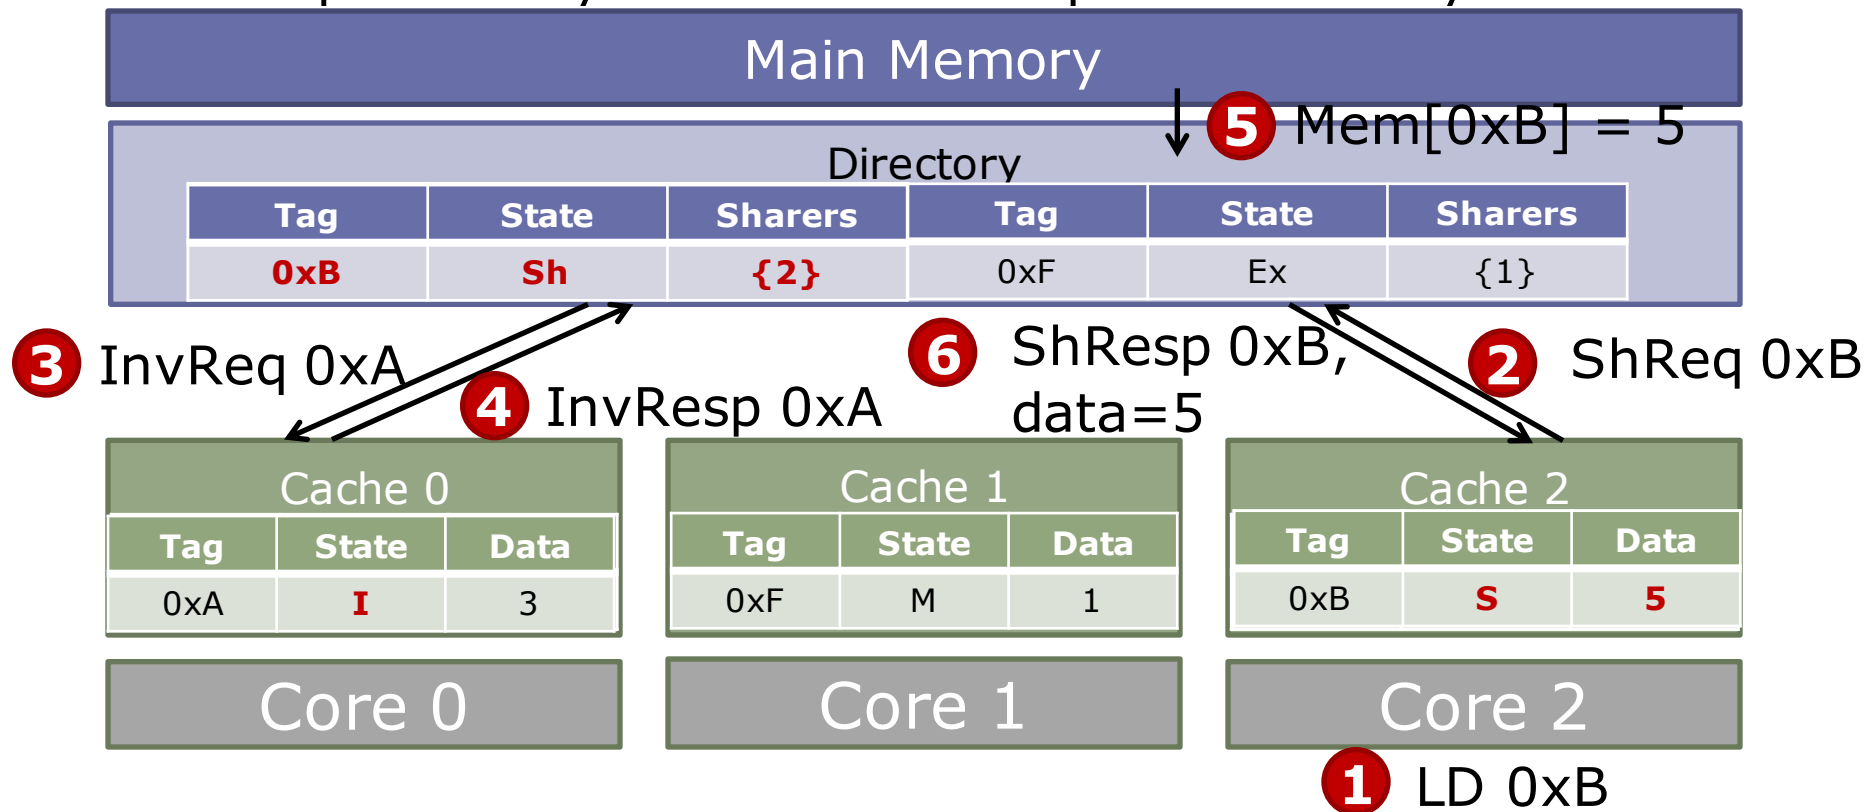 Main Memory
5 Mem[0xB] = 5
Directory
Tag State Sharers Tag State Sharers
0xB Sh {2} 0xF Ex {1}
3 InvReq 0xA
4 InvResp 0xA
6 ShResp 0xB,
data=5
2 ShReq 0xB
Cache 0
Tag State Data
0xA I 3
Cache 1
Tag State Data
0xF M 1
Cache 2
Tag State Data
0xB S 5
Core 0
Core 1
Core 2
1 LD 0xB